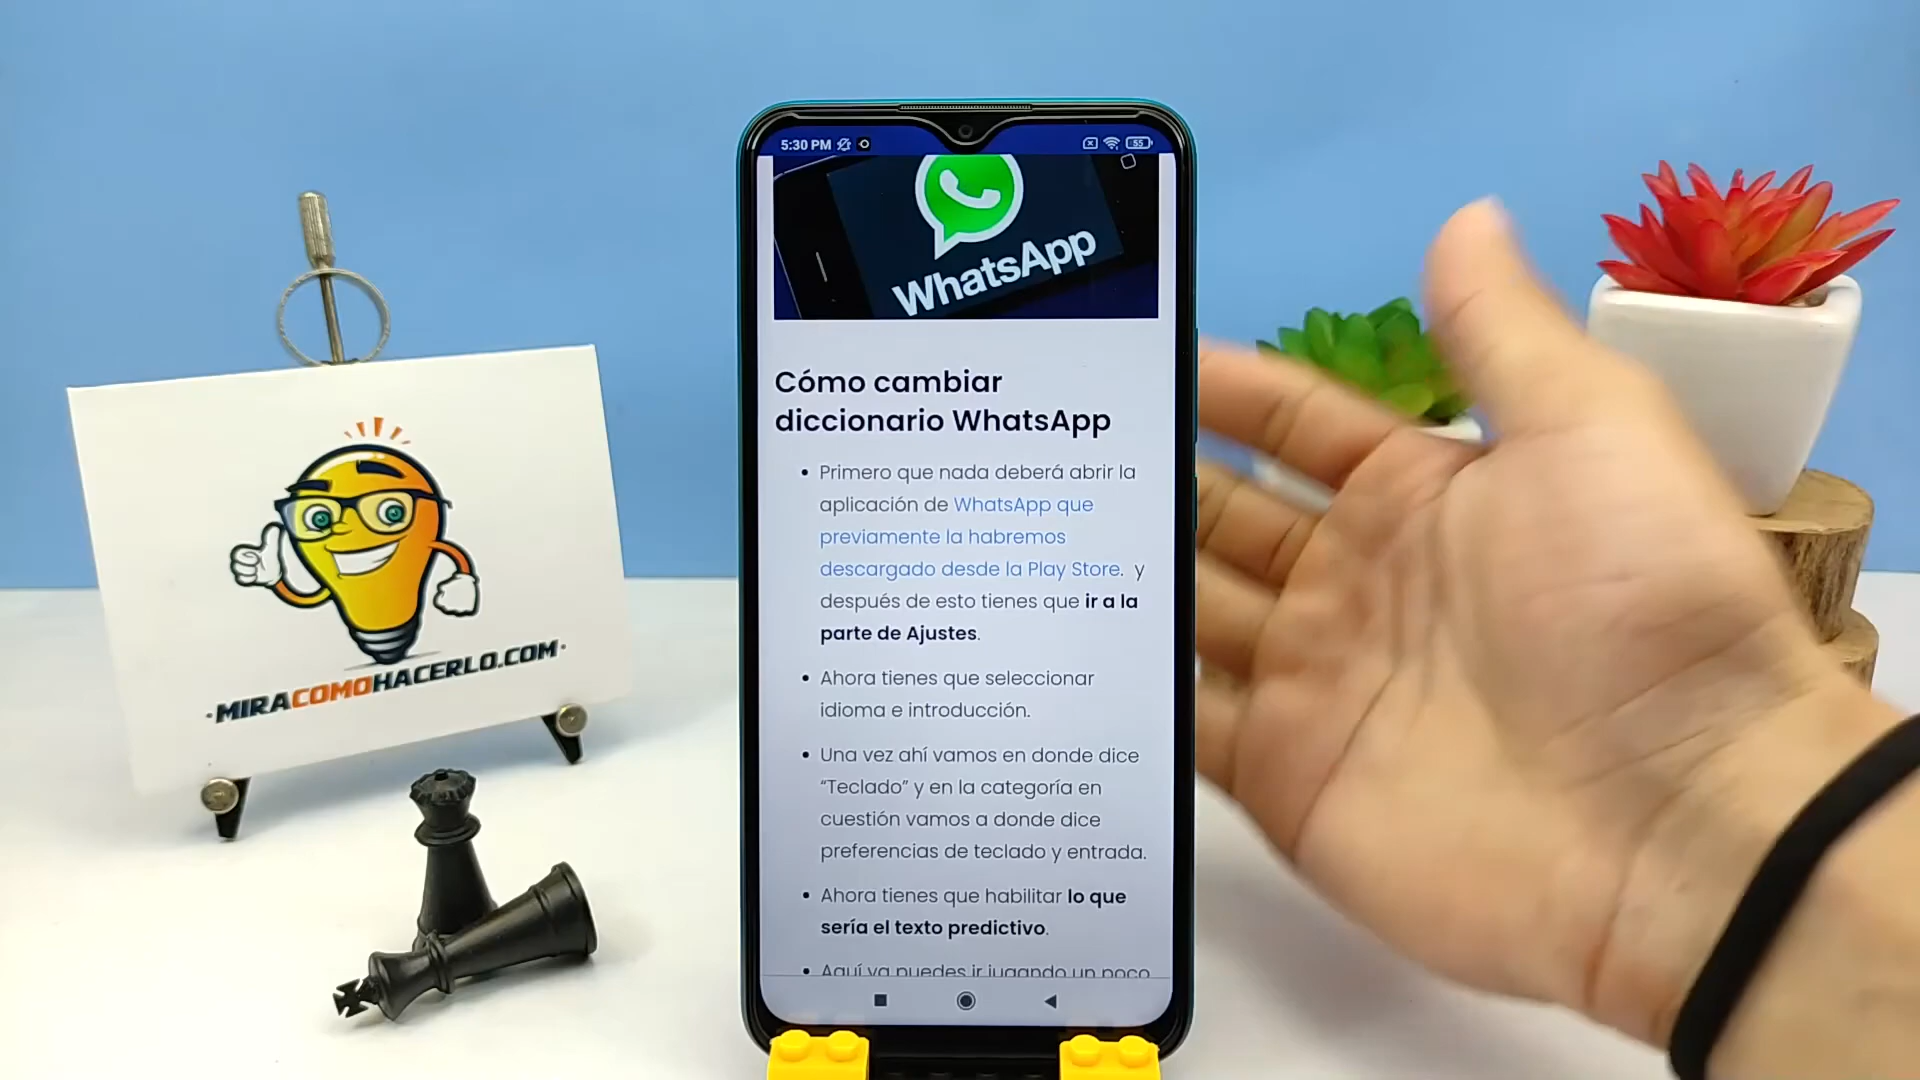 5:30 PM
55
WhatsApp
Cómo cambiar
diccionario WhatsApp
• Primero que nada deberá abrir la
aplicación de WhatsApp que
previamente la habremos
descargado desde la Play Store. y
después de esto tienes que ir a la
parte de Ajustes.
• Ahora tienes que seleccionar
idioma e introducción.
• Una vez ahí vamos en donde dice
“Teclado” y en la categoría en
cuestión vamos a donde dice
preferencias de teclado y entrada.
• Ahora tienes que habilitar lo que
sería el texto predictivo.
• Aquí ya puedes ir jugando un poco
·MIRACOMOHACERLO.COM·